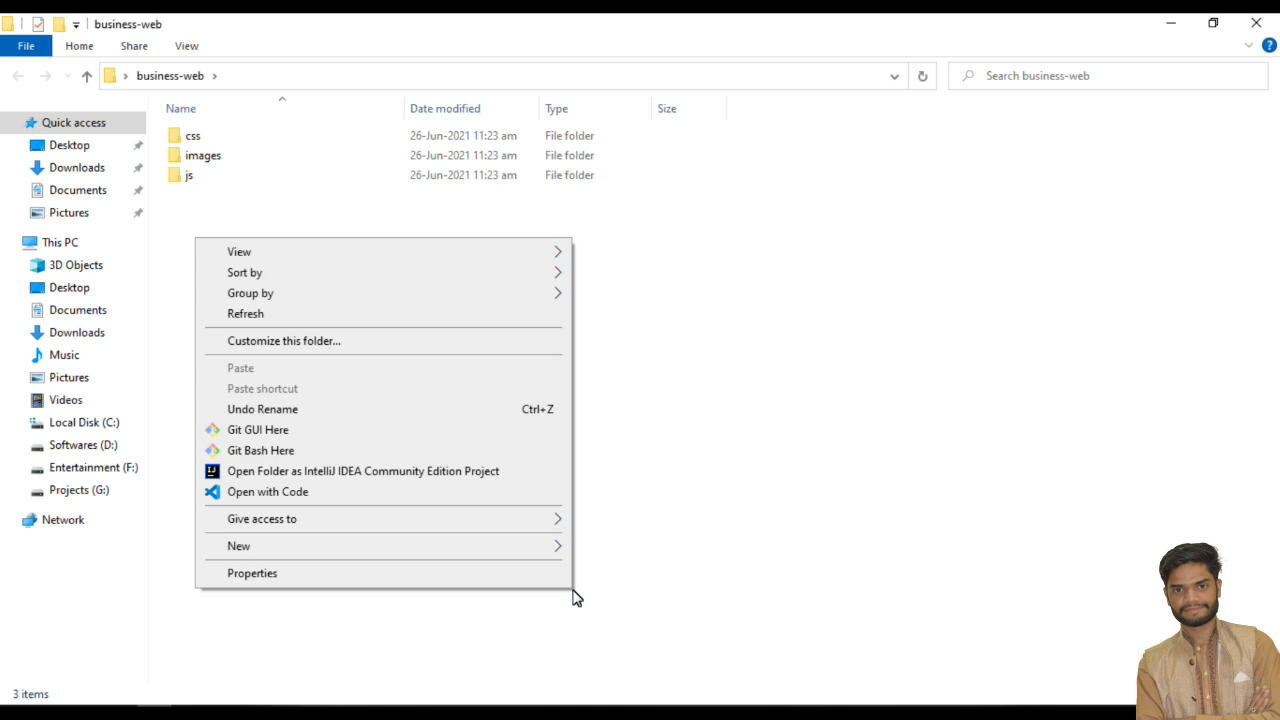 business-web
File Home Share View
business-web
Search business-web
Name Date modified Type Size
css 26-Jun-2021 11:23 am File folder
images 26-Jun-2021 11:23 am File folder
js 26-Jun-2021 11:23 am File folder
Quick access
Desktop
Downloads
Documents
Pictures
This PC
3D Objects
Desktop
Documents
Downloads
Music
Pictures
Videos
Local Disk (C:)
Softwares (D:)
Entertainment (F:)
Projects (G:)
Network
View
Sort by
Group by
Refresh
Customize this folder...
Paste
Paste shortcut
Undo Rename Ctrl+Z
Git GUI Here
Git Bash Here
Open Folder as IntelliJ IDEA Community Edition Project
Open with Code
Give access to
New
Properties
3 items